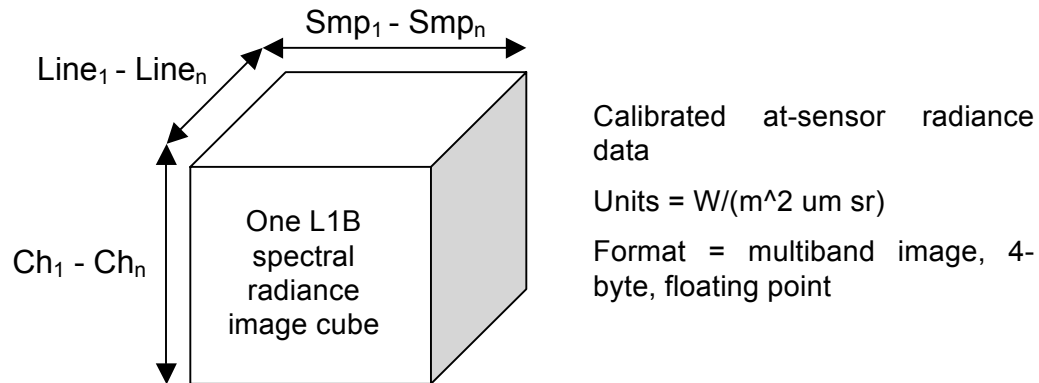 Smp₁ - Smpₙ
Line₁ - Lineₙ
Ch₁ - Chₙ
One L1B
spectral
radiance
image cube
Calibrated at-sensor radiance
data
Units = W/(m^2 um sr)
Format = multiband image, 4-
byte, floating point